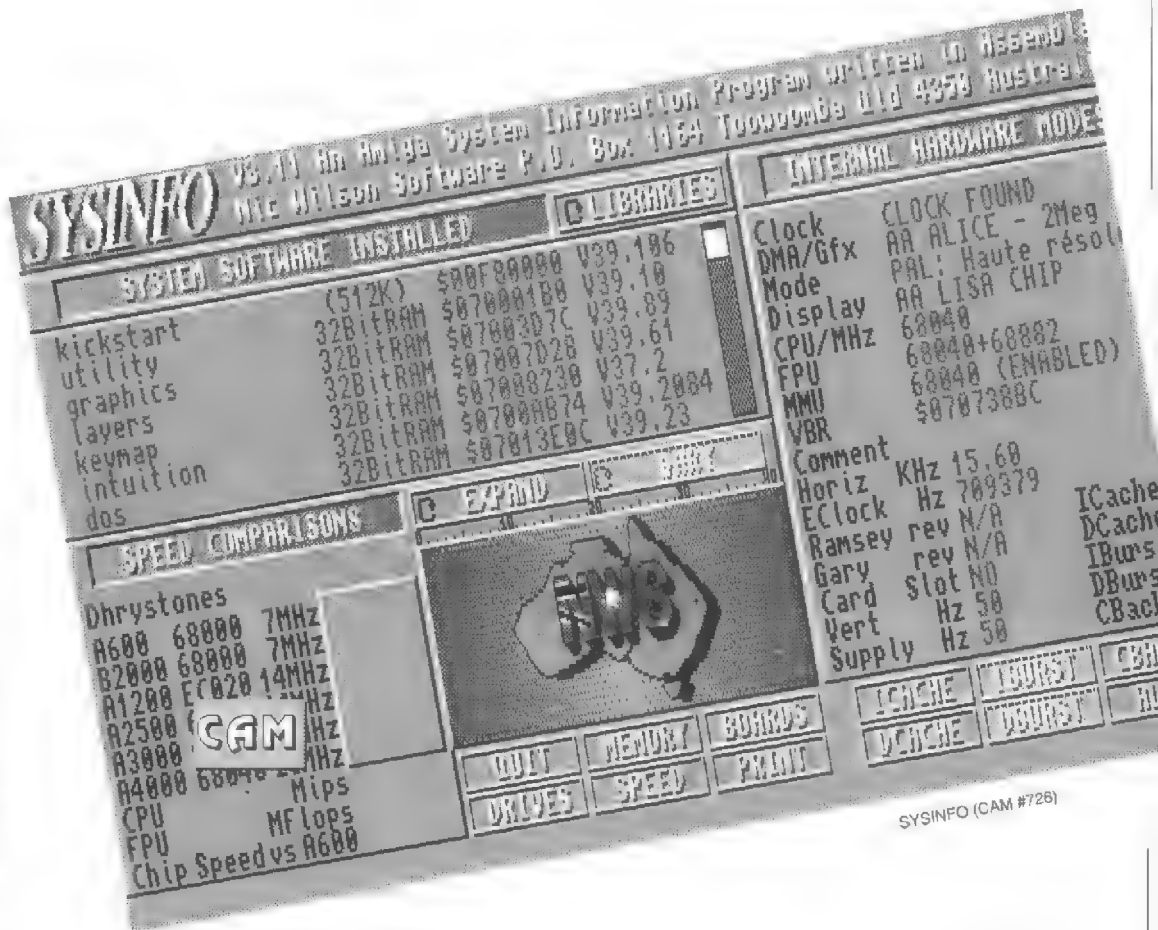 SYSINFO
V3.11 An Amiga System Information Program written in Assembl
Nic Wilson Software P.O. Box 1154 Toowoomba Qld 4350 Austral
SYSTEM SOFTWARE INSTALLED
LIBRARIES
kickstart (512K) $00F80000 V39.106
utility 32BitRAM $070001B0 V39.10
graphics 32BitRAM $07003D7C V39.89
layers 32BitRAM $07007D28 V39.61
keymap 32BitRAM $07008230 V37.2
intuition 32BitRAM $0700AB74 V39.2084
dos 32BitRAM $07013E0C V39.23
INTERNAL HARDWARE MODES
Clock CLOCK FOUND
DMA/Gfx AA ALICE - 2Meg
Mode PAL: Haute résol
Display AA LISA CHIP
CPU/MHz 68040
FPU 68040+68882
MMU 68040 (ENABLED)
VBR $0707388C
Comment
Horiz KHz 15.60
EClock Hz 709379
Ramsey rev N/A
Gary rev N/A
Card Slot NO
Vert Hz 50
Supply Hz 50
ICache
DCache
IBurs
DBurs
CBac
SPEED COMPARISONS
EXPAND
Dhrystones
A600 68000 7MHz
B2000 68000 7MHz
A1200 EC020 14MHz
A2500 MHz
A3000 Hz
A4000 68040 MHz
CPU Mips
FPU MFlops
Chip Speed vs A600
CAM
QUIT
MEMORY
BOARDS
DRIVES
SPEED
PRINT
ICACHE
IBURST
DCACHE
DBURST
SYSINFO (CAM #726)